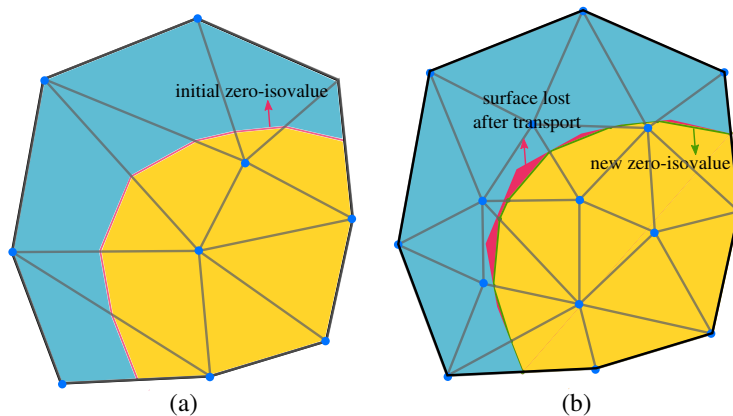 initial zero-isovalue
surface lost
after transport
new zero-isovalue
(a)
(b)